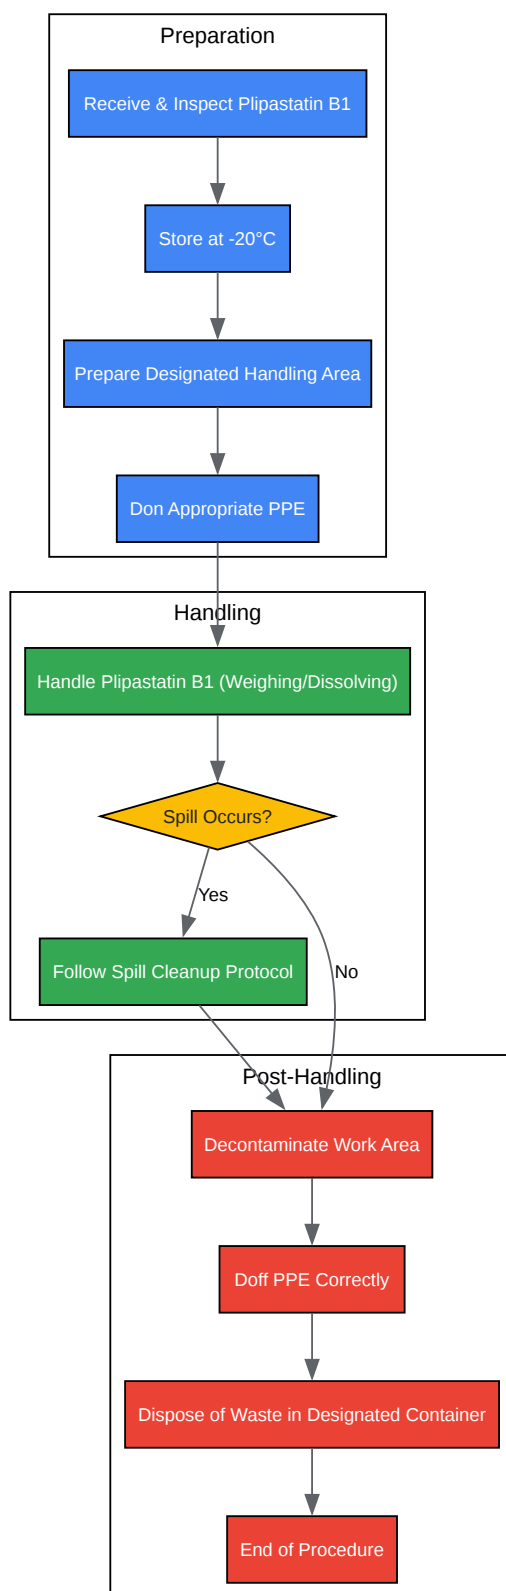 Preparation
Receive & Inspect Plipastatin B1
Store at -20°C
Prepare Designated Handling Area
Don Appropriate PPE
Handling
Handle Plipastatin B1 (Weighing/Dissolving)
Spill Occurs?
Yes
Follow Spill Cleanup Protocol
No
Post-Handling
Decontaminate Work Area
Doff PPE Correctly
Dispose of Waste in Designated Container
End of Procedure